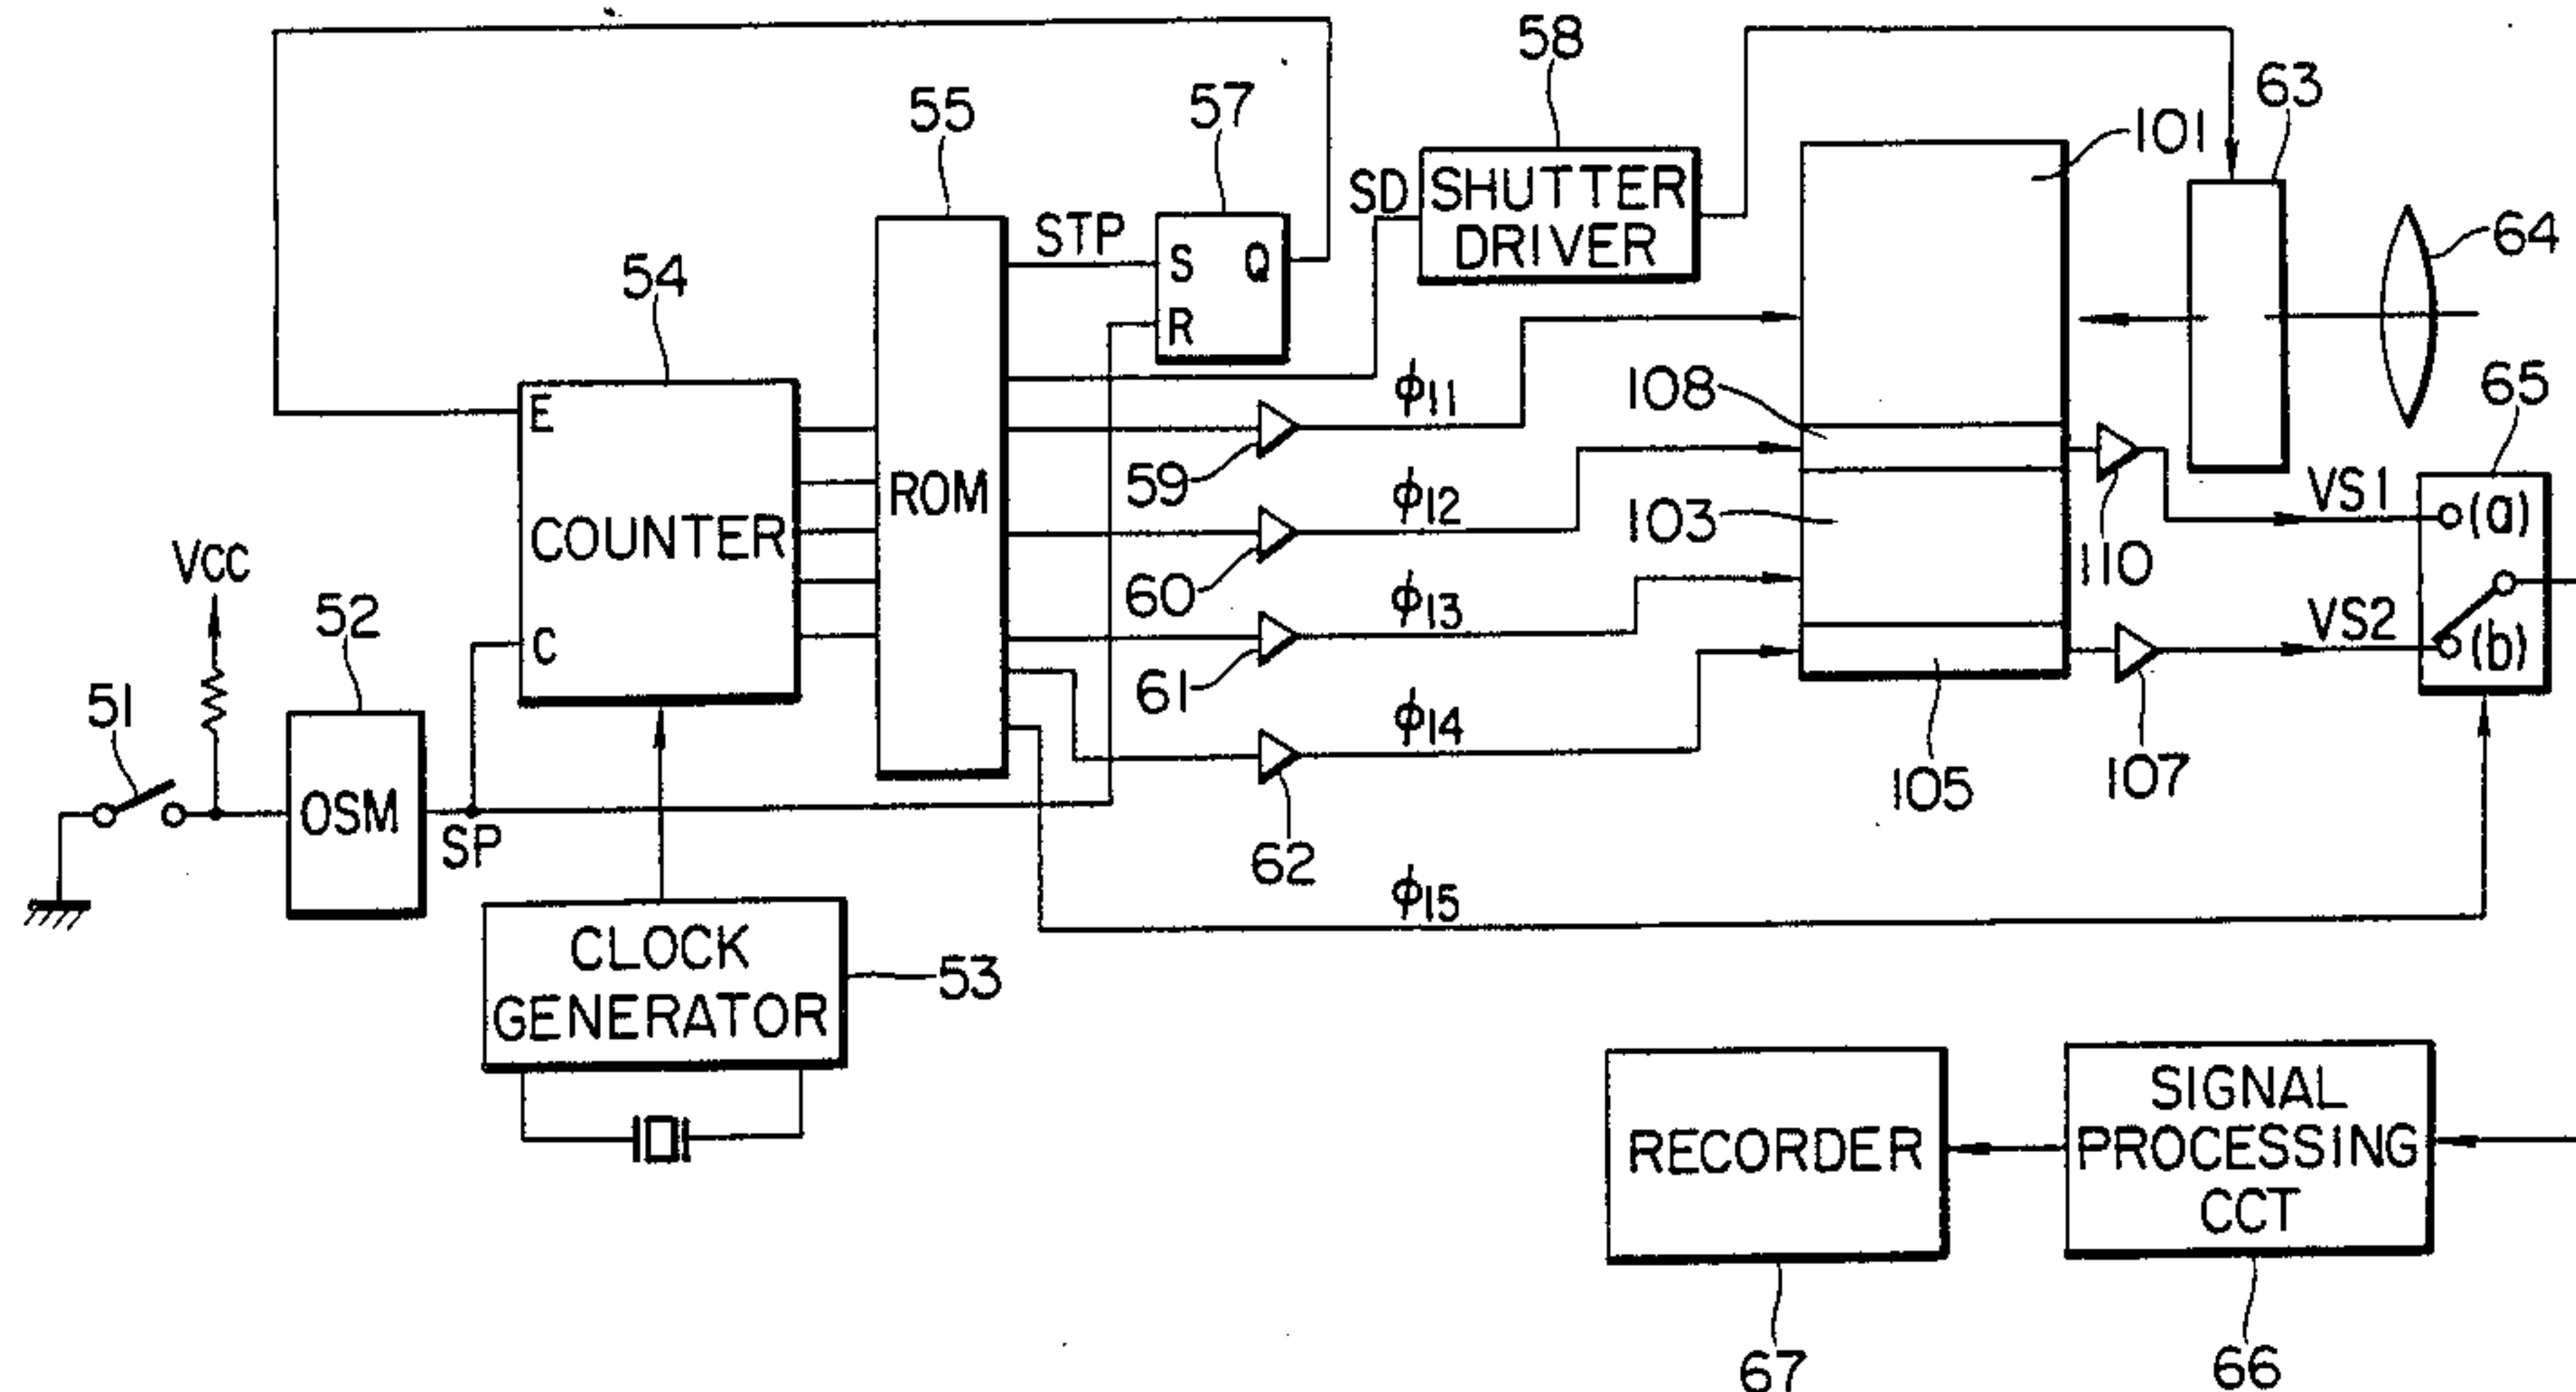 58
63
57
55
101
SHUTTER
DRIVER
SD
STP
S
Q
R
64
54
65
E
ϕ11
108
59
ROM
VS1
(a)
COUNTER
ϕ12
103
110
VCC
60
52
ϕ13
VS2
C
(b)
61
51
ϕ14
107
105
OSM
SP
62
ϕ15
CLOCK
GENERATOR
53
SIGNAL
PROCESSING
CCT
RECORDER
67
66